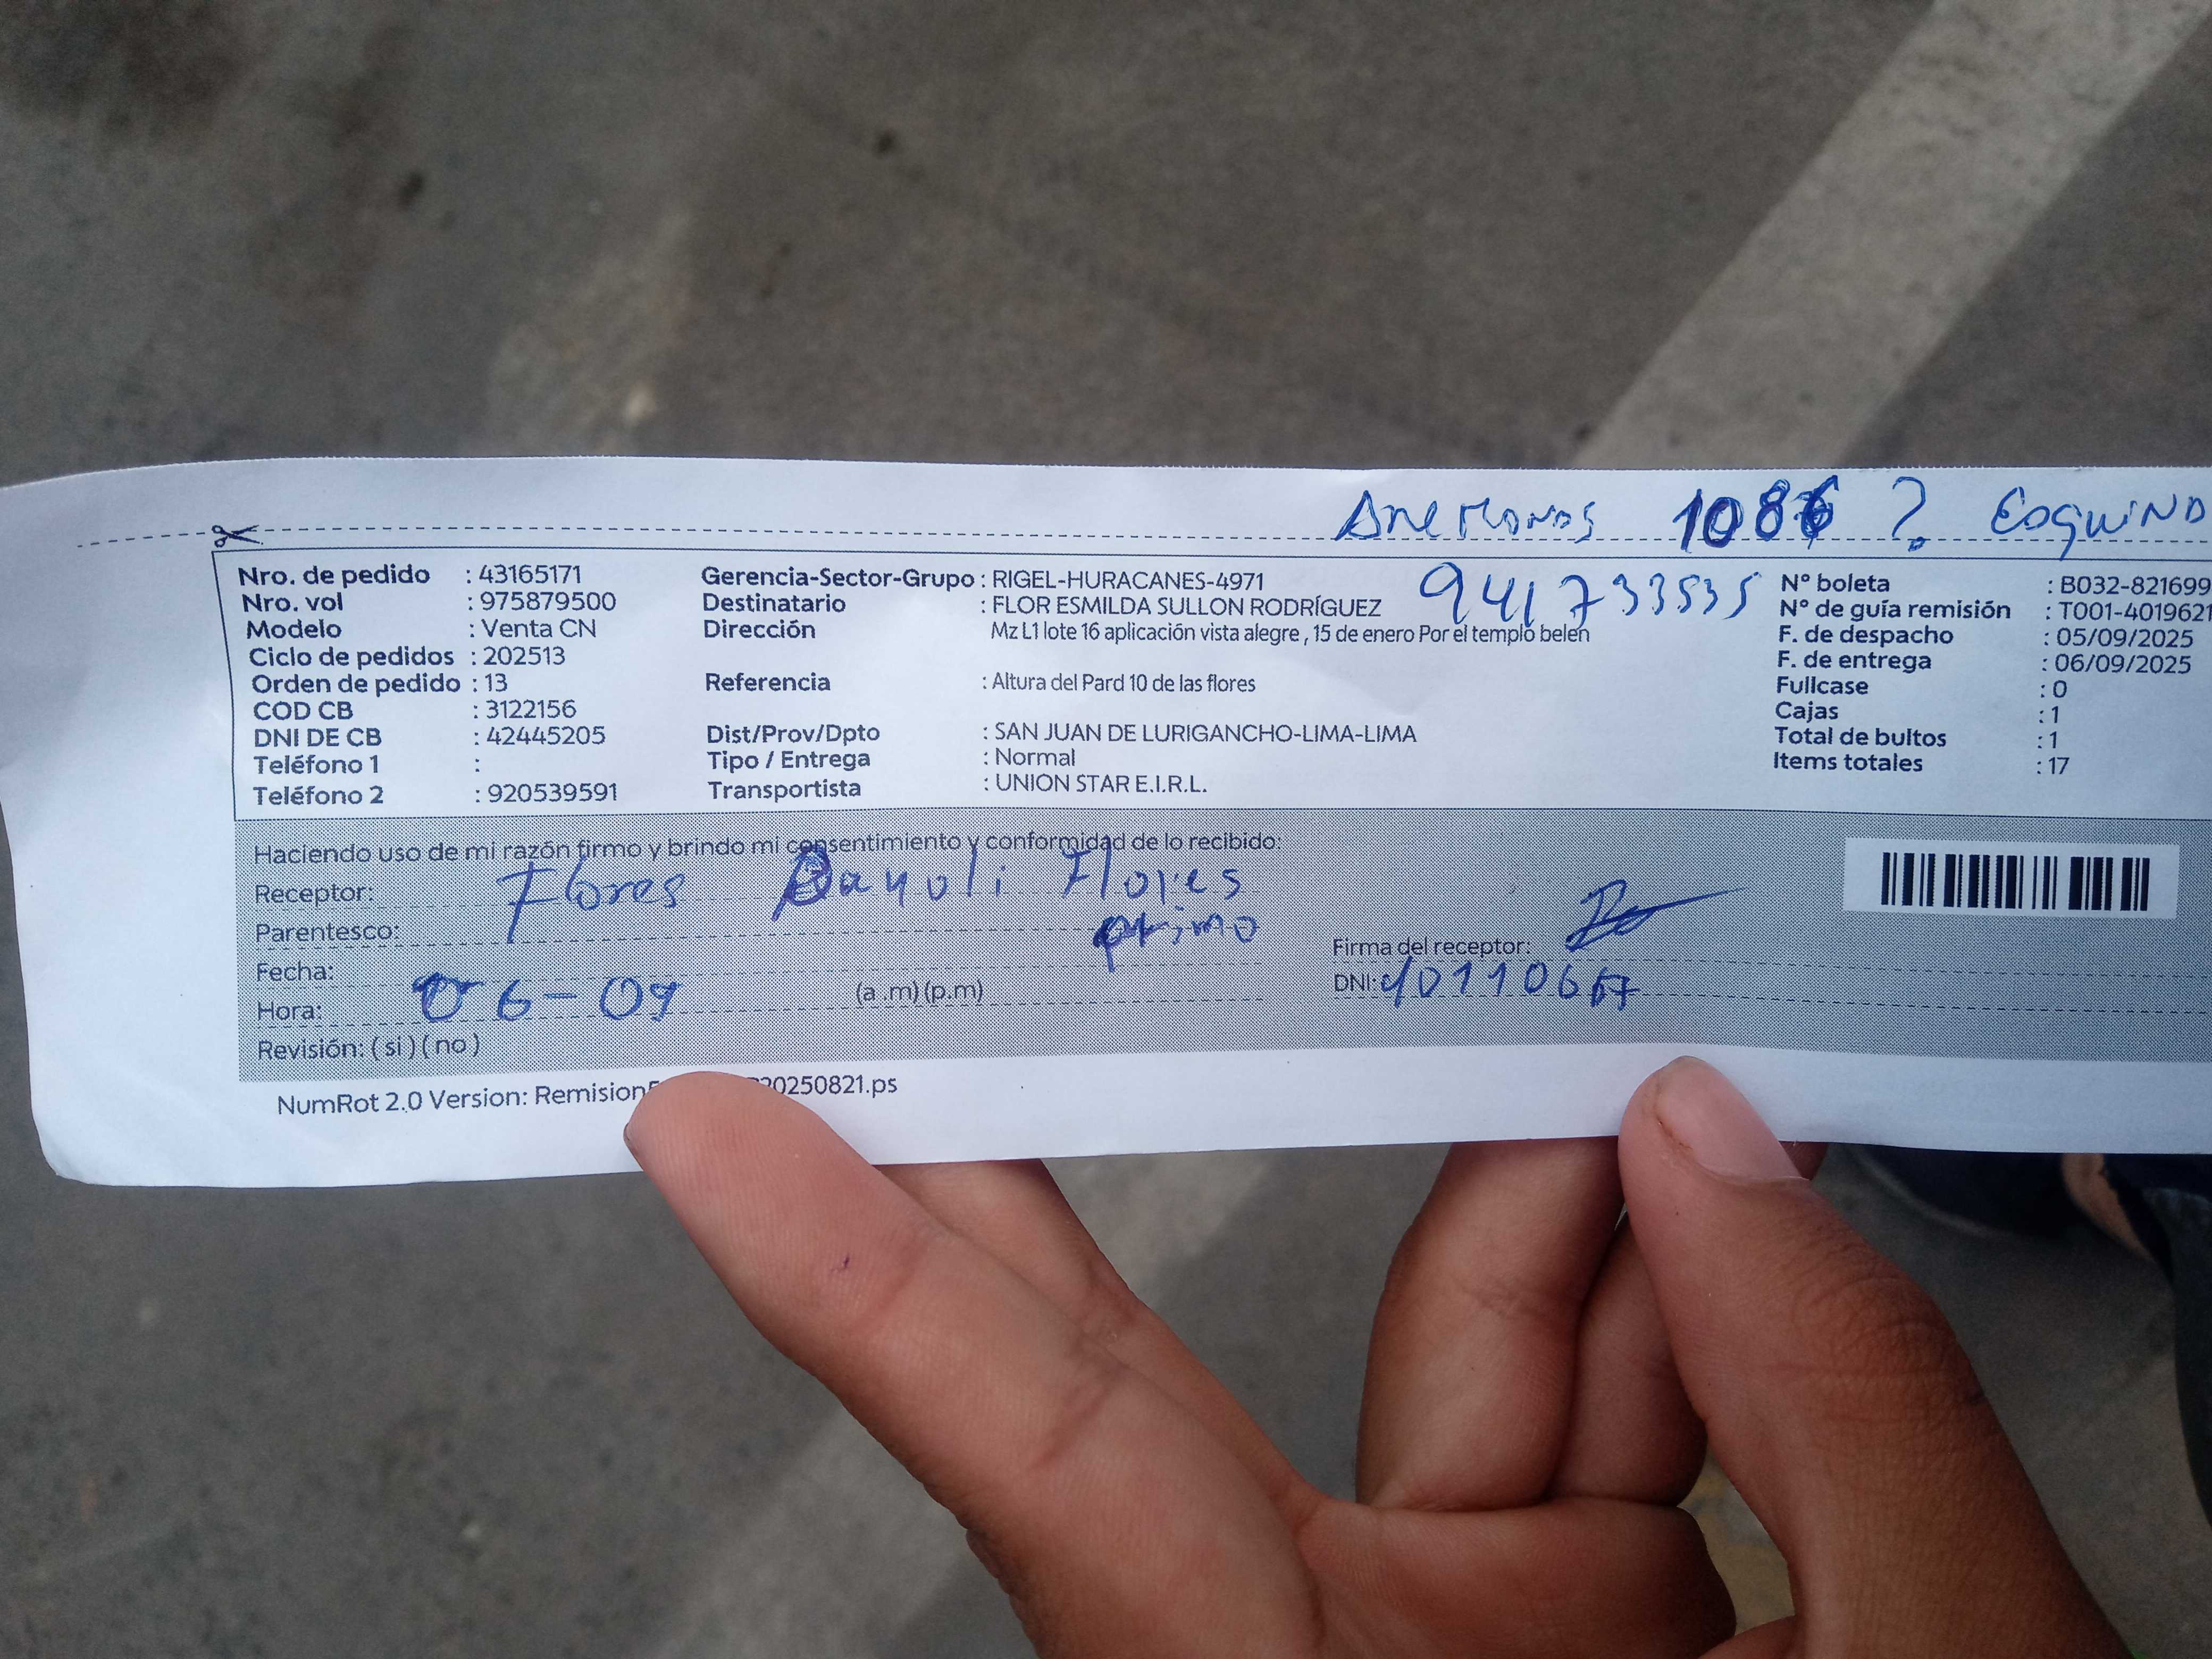 Anemonas 1086 ? Esquina
Nro. de pedido : 43165171
Nro. vol : 975879500
Modelo : Venta CN
Ciclo de pedidos : 202513
Orden de pedido : 13
COD CB : 3122156
DNI DE CB : 42445205
Teléfono 1 :
Teléfono 2 : 920539591
Gerencia-Sector-Grupo : RIGEL-HURACANES-4971
941733535
Destinatario : FLOR ESMILDA SULLON RODRÍGUEZ
Dirección Mz L1 lote 16 aplicación vista alegre , 15 de enero Por el templo belen
Referencia : Altura del Pard 10 de las flores
Dist/Prov/Dpto : SAN JUAN DE LURIGANCHO-LIMA-LIMA
Tipo / Entrega : Normal
Transportista : UNION STAR E.I.R.L.
N° boleta : B032-821699
N° de guía remisión : T001-4019621
F. de despacho : 05/09/2025
F. de entrega : 06/09/2025
Fullcase : 0
Cajas : 1
Total de bultos : 1
Items totales : 17
Haciendo uso de mi razón firmo y brindo mi consentimiento y conformidad de lo recibido:
Receptor: Flores Flores
Parentesco: primo
Fecha: 06-09
Hora: (a .m) (p.m)
Revisión: ( si ) ( no )
Firma del receptor:
DNI:
NumRot 2.0 Version: Remision 20250821.ps